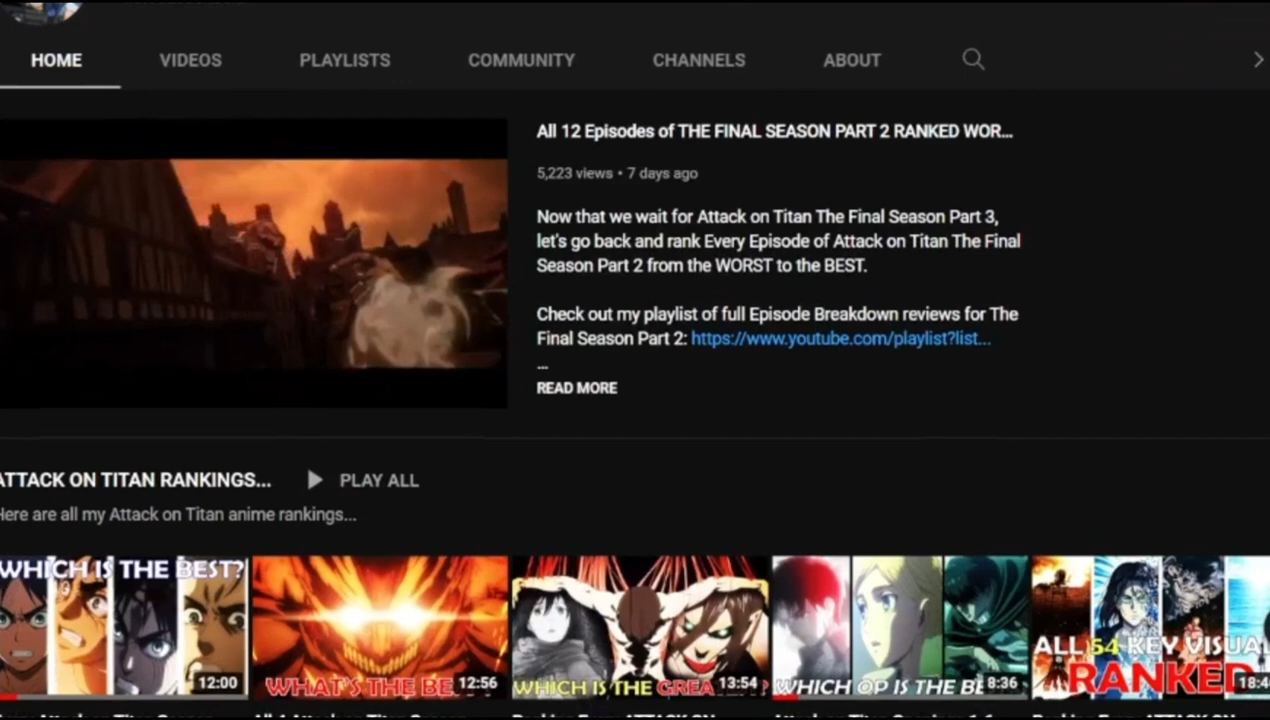 HOME VIDEOS PLAYLISTS COMMUNITY CHANNELS ABOUT
All 12 Episodes of THE FINAL SEASON PART 2 RANKED WOR...
5,223 views • 7 days ago
Now that we wait for Attack on Titan The Final Season Part 3,
let's go back and rank Every Episode of Attack on Titan The Final
Season Part 2 from the WORST to the BEST.
Check out my playlist of full Episode Breakdown reviews for The
Final Season Part 2: https://www.youtube.com/playlist?list...
...
READ MORE
ATTACK ON TITAN RANKINGS... PLAY ALL
Here are all my Attack on Titan anime rankings...
WHICH IS THE BEST?
12:00
WHAT'S THE BE
12:56
WHICH IS THE GREA ?
13:54
WHICH OP IS THE BE
8:36
ALL 54 KEY VISUAL
RANKED
18:4